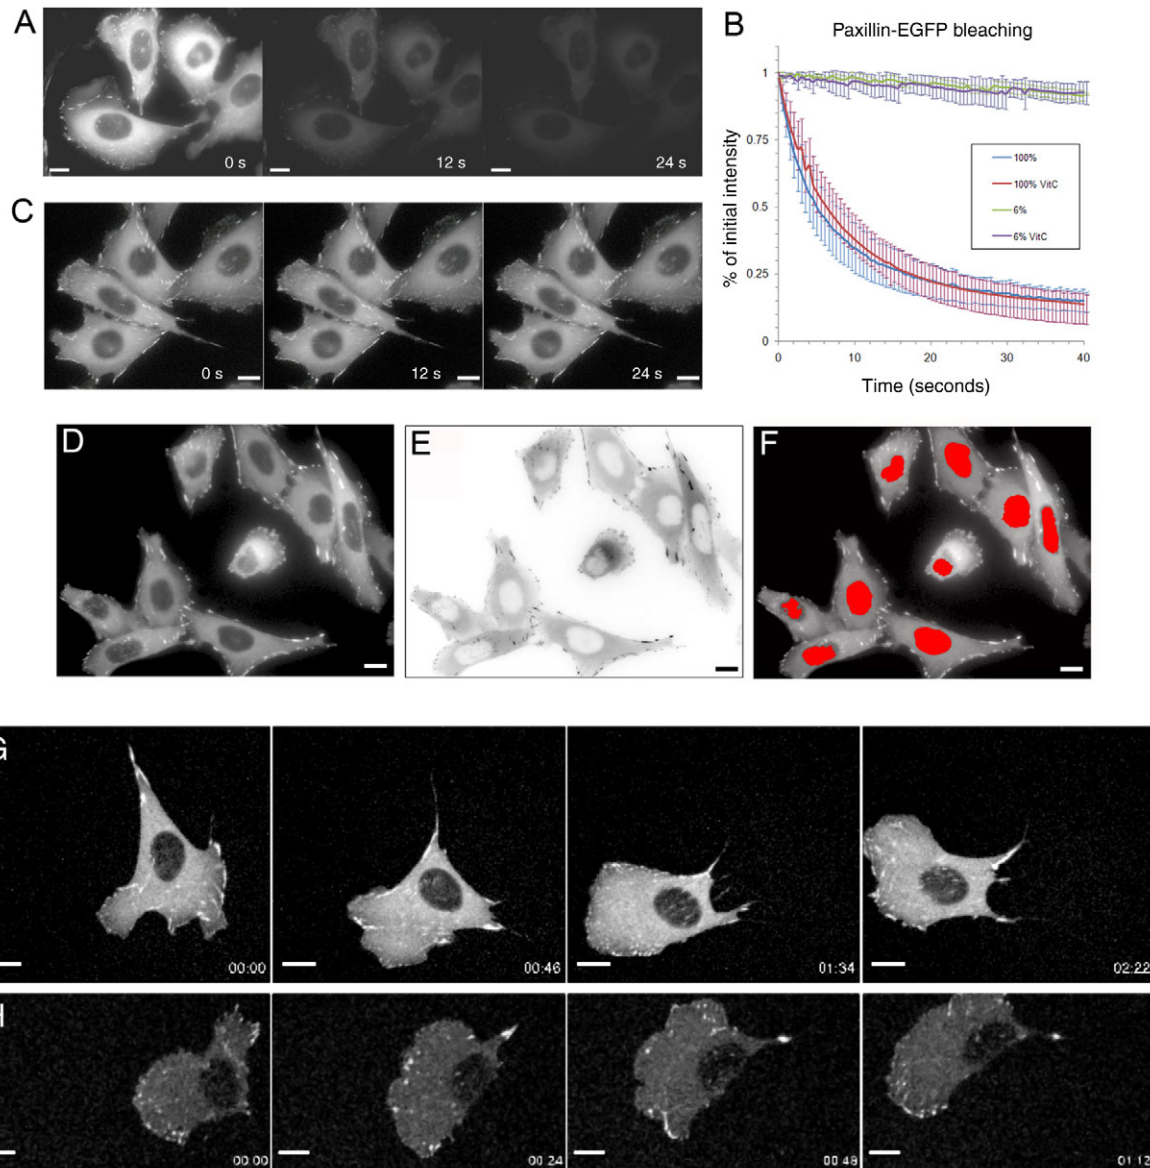 A
0 s
12 s
24 s
B
Paxillin-EGFP bleaching
% of initial intensity
1
0.75
0.5
0.25
0
0
10
20
30
40
Time (seconds)
100%
100% VitC
6%
6% VitC
C
0 s
12 s
24 s
D
E
F
G
00:00
00:46
01:34
02:22
H
00:00
00:24
00:48
01:12